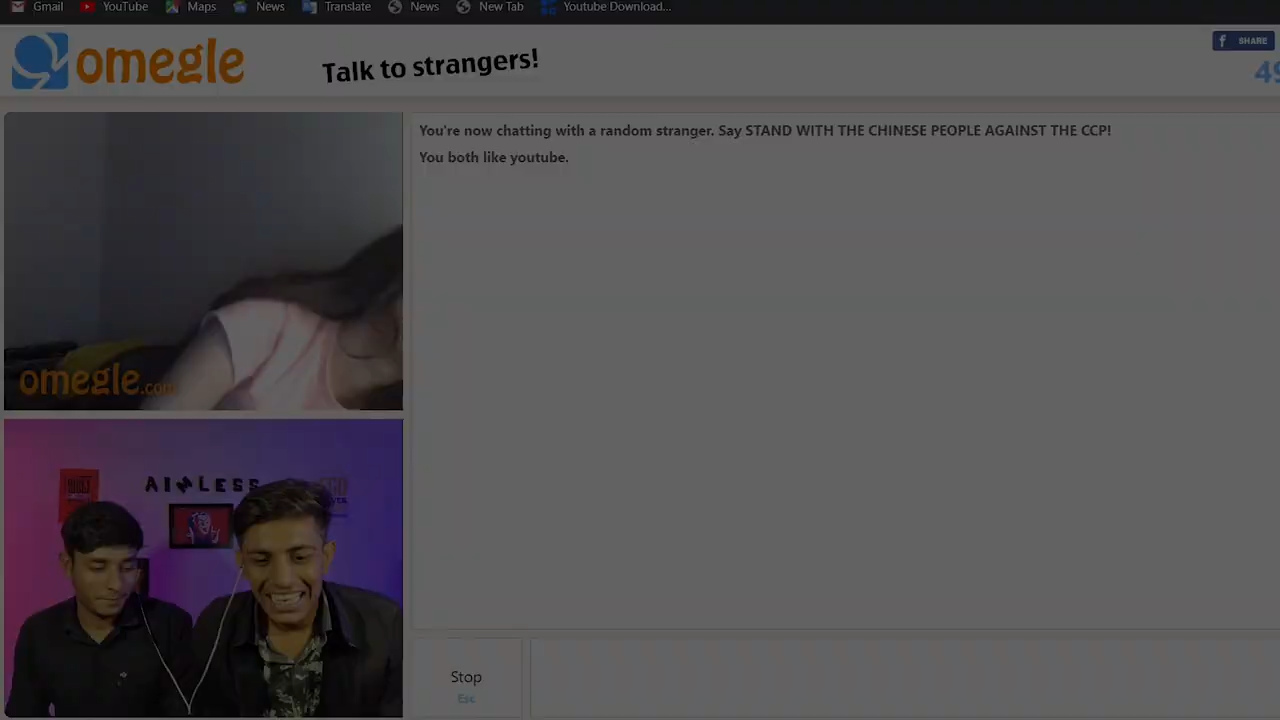 Gmail YouTube Maps News Translate News New Tab Youtube Download...
omegle Talk to strangers! SHARE
49
You're now chatting with a random stranger. Say STAND WITH THE CHINESE PEOPLE AGAINST THE CCP!
You both like youtube.
omegle.com
AIMLESS
Stop
Esc